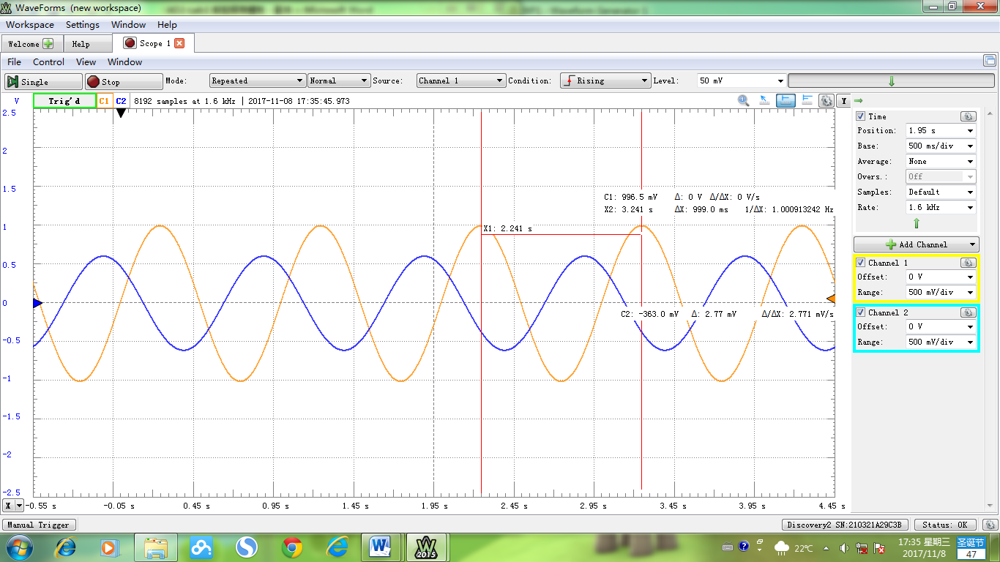 WaveForms (new workspace)
Workspace Settings Window Help
Welcome Help Scope 1
File Control View Window
Single Stop Mode: Repeated Normal Source: Channel 1 Condition: Rising Level: 50 mV
V Trig'd C1 C2 8192 samples at 1.6 kHz | 2017-11-08 17:35:45.973 Y
2.5
2
1.5
1
0.5
0
-0.5
-1
-1.5
-2
-2.5
C1: 996.5 mV Δ: 0 V Δ/ΔX: 0 V/s
X2: 3.241 s ΔX: 999.0 ms 1/ΔX: 1.000913242 Hz
X1: 2.241 s
C2: -363.0 mV Δ: 2.77 mV Δ/ΔX: 2.771 mV/s
X -0.55 s -0.05 s 0.45 s 0.95 s 1.45 s 1.95 s 2.45 s 2.95 s 3.45 s 3.95 s 4.45 s
Time
Position: 1.95 s
Base: 500 ms/div
Average: None
Overs.: Off
Samples: Default
Rate: 1.6 kHz
Add Channel
Channel 1
Offset: 0 V
Range: 500 mV/div
Channel 2
Offset: 0 V
Range: 500 mV/div
Manual Trigger Discovery2 SN:210321A29C3B Status: OK
2015 22℃ 17:35 星期三 圣诞节
2017/11/8 47